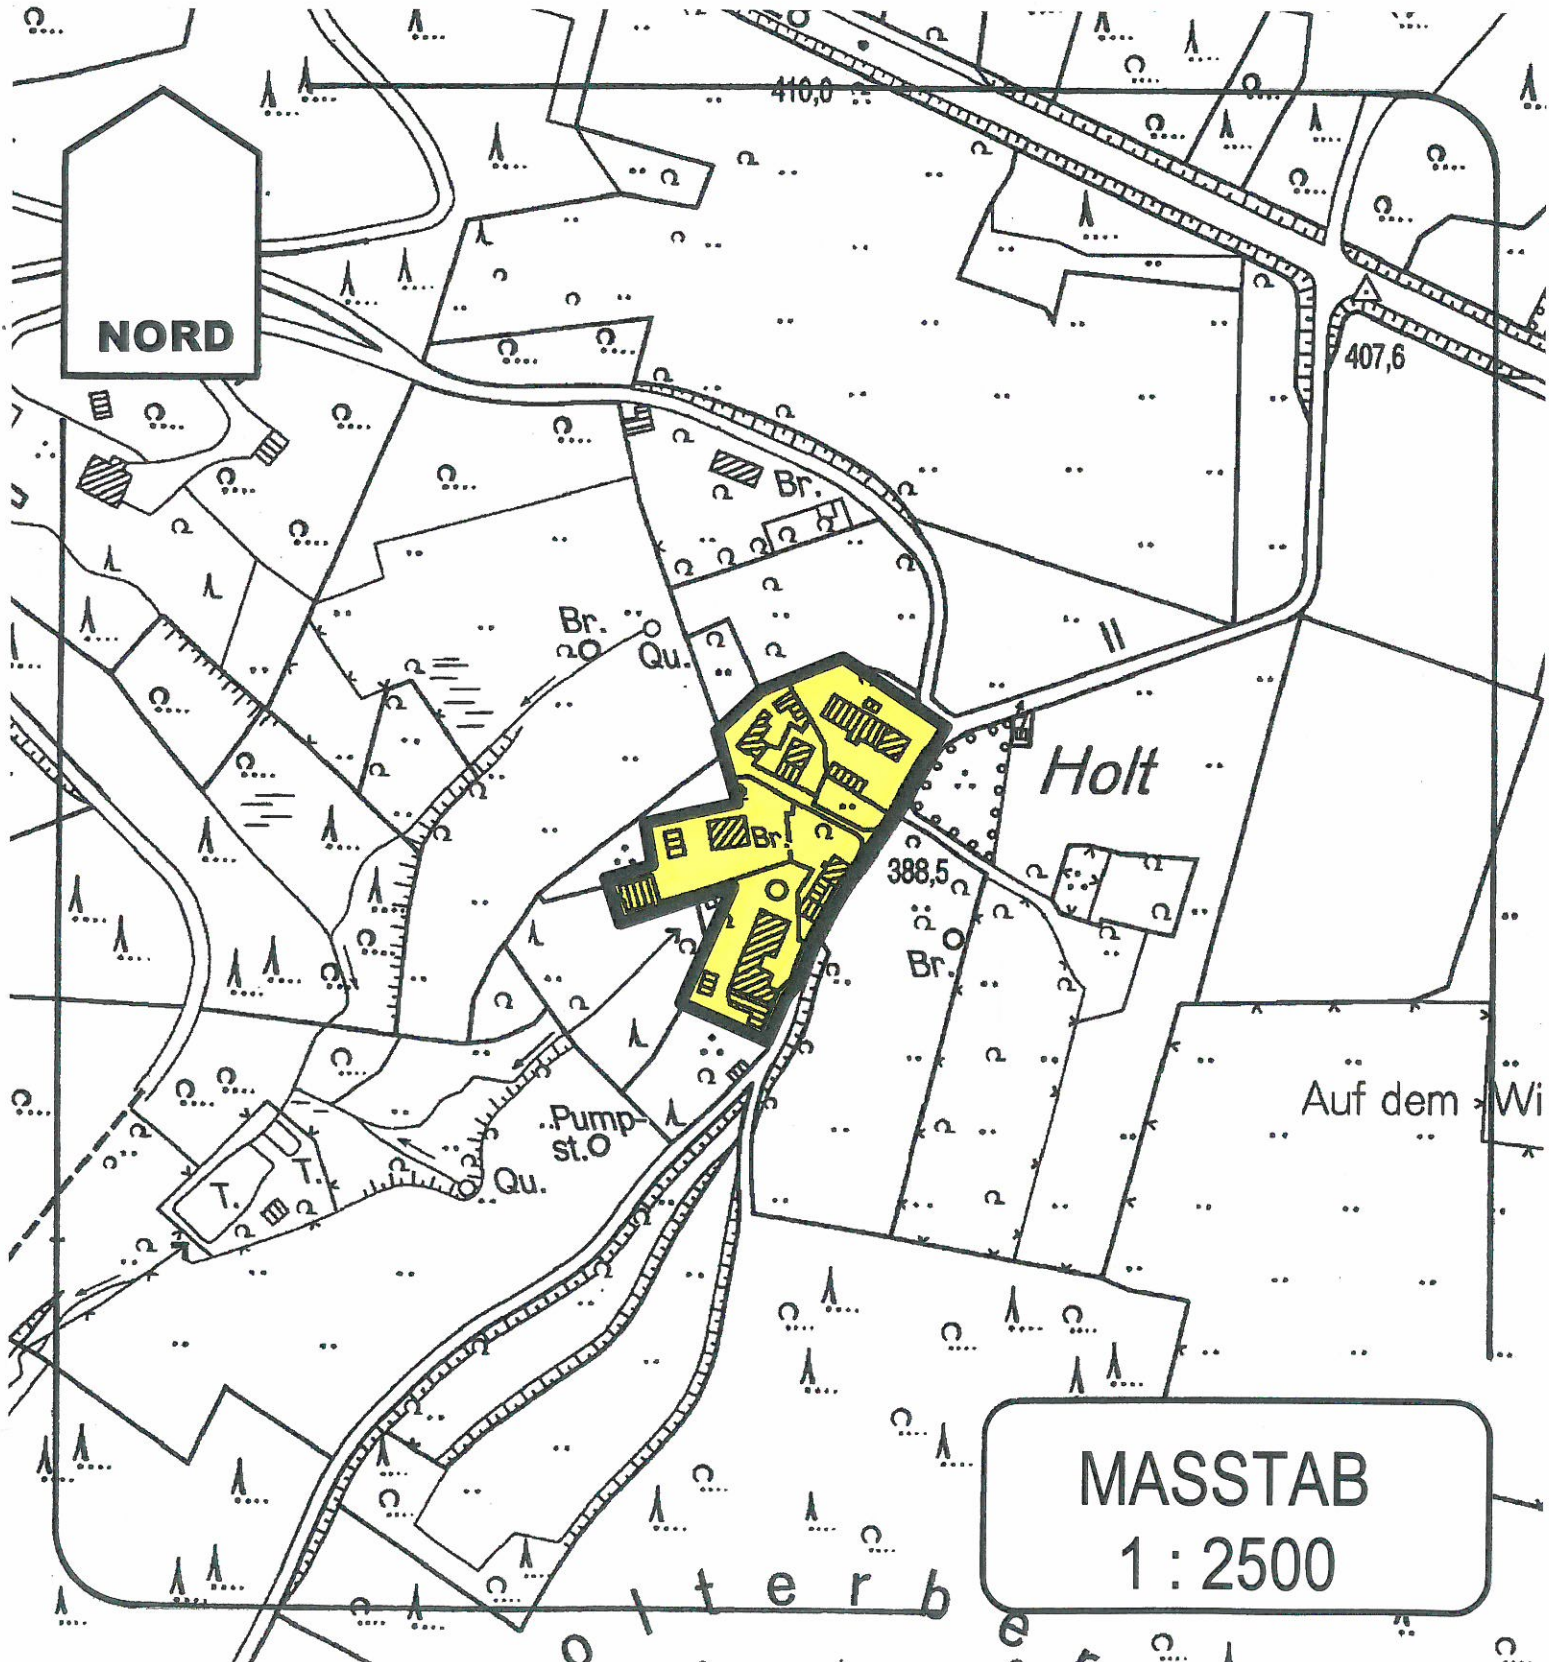 410,0
NORD
407,6
Br.
Br.
Qu.
Holt
Br.
388,5
Br.
Auf dem Wi
Pump-
st.
Qu.
T.
T.
MASSTAB
1 : 2500
o l t e r b e r